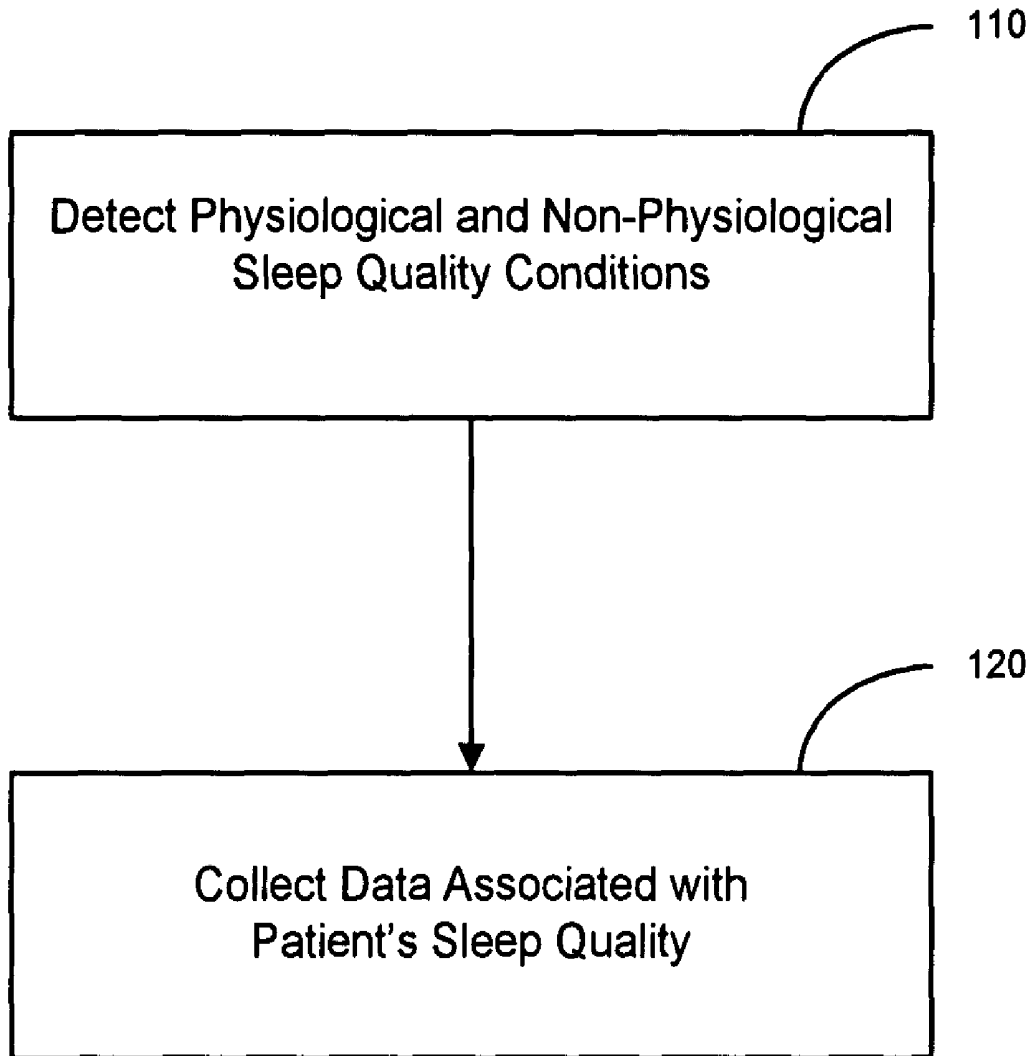 110
Detect Physiological and Non-Physiological
Sleep Quality Conditions
120
Collect Data Associated with
Patient's Sleep Quality